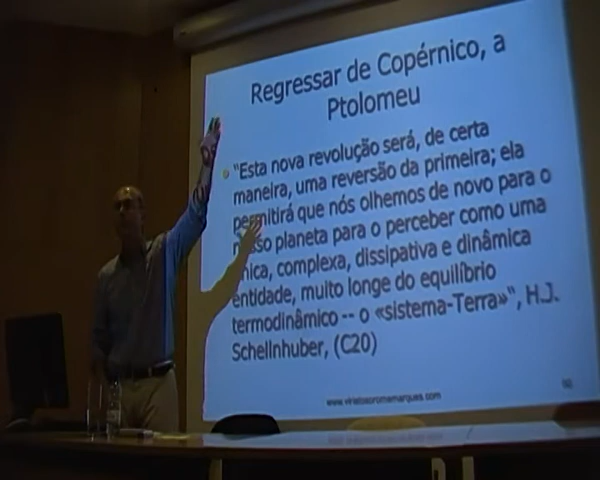 Regressar de Copérnico, a
Ptolomeu
"Esta nova revolução será, de certa
maneira, uma reversão da primeira; ela
permitirá que nós olhemos de novo para o
nosso planeta para o perceber como uma
única, complexa, dissipativa e dinâmica
entidade, muito longe do equilíbrio
termodinâmico -- o «sistema-Terra»", H.J.
Schellnhuber, (C20)
www.viriatosoromenhomarques.com